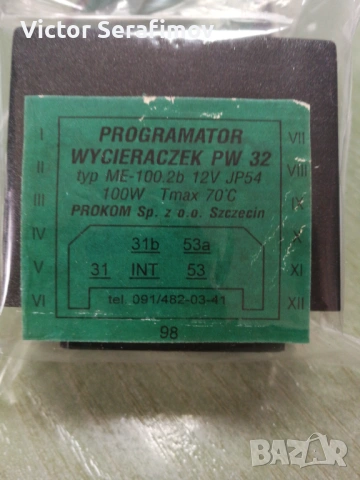 Victor Serafimov
PROGRAMATOR
WYCIERACZEK PW 32
typ ME-100.2b 12V JP54
100W Tmax 70°C
PROKOM Sp. z o.o. Szczecin
31b 53a
31 INT 53
tel. 091/482-03-41
I
II
III
IV
V
VI
VII
VIII
IX
X
XI
XII
98
BAZAR